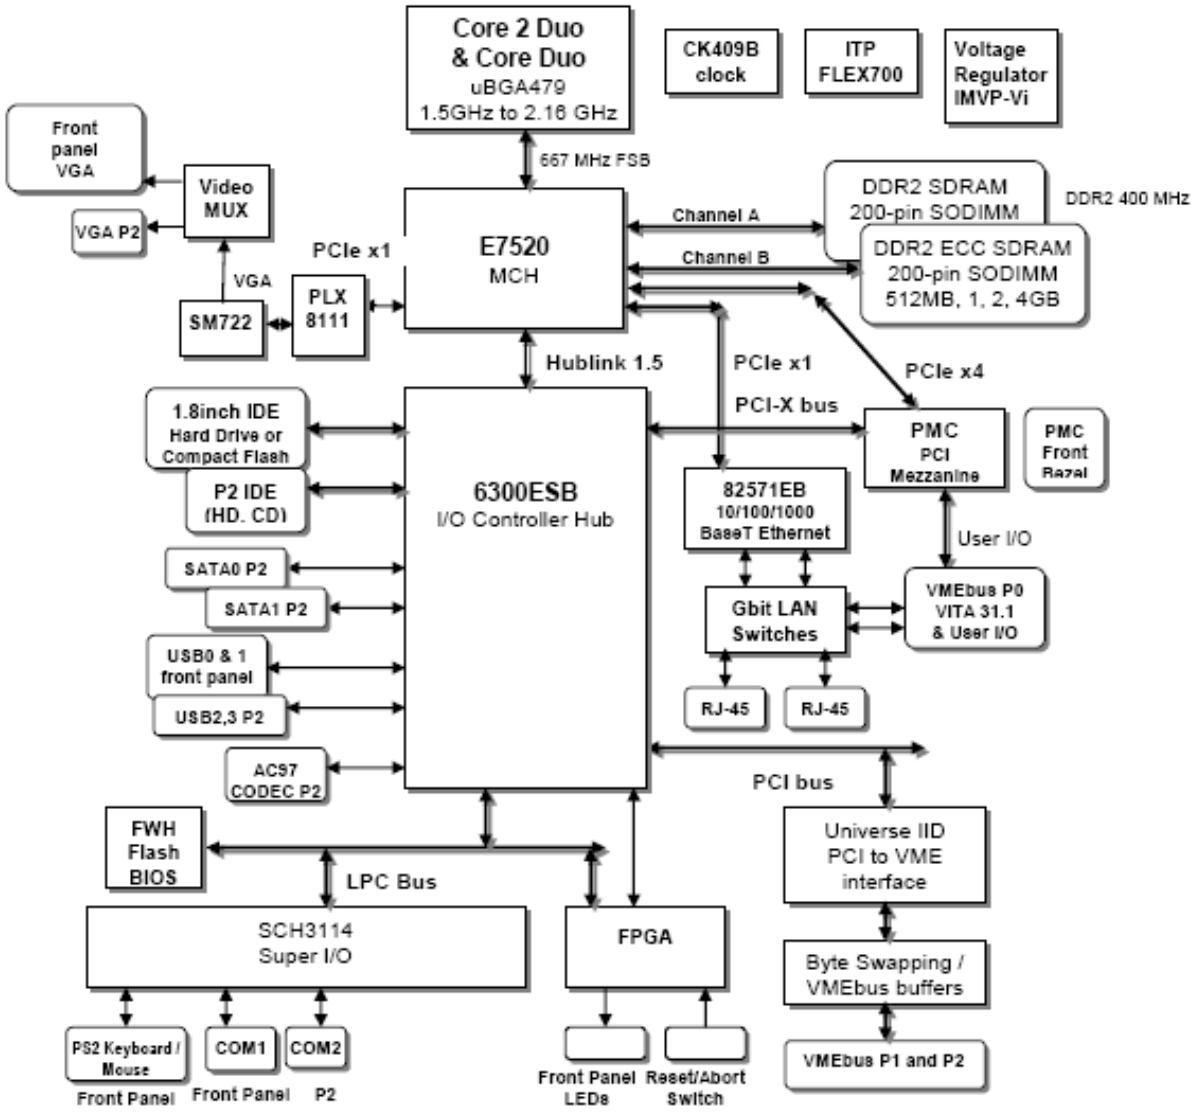 Core 2 Duo
& Core Duo
uBGA479
1.5GHz to 2.16 GHz
CK409B
clock
ITP
FLEX700
Voltage
Regulator
IMVP-Vi
667 MHz FSB
Front
panel
VGA
Video
MUX
VGA P2
PCIe x1
VGA
SM722
PLX
8111
E7520
MCH
Channel A
Channel B
DDR2 SDRAM
200-pin SODIMM
DDR2 400 MHz
DDR2 ECC SDRAM
200-pin SODIMM
512MB, 1, 2, 4GB
Hublink 1.5
PCIe x1
PCIe x4
PCI-X bus
1.8inch IDE
Hard Drive or
Compact Flash
P2 IDE
(HD, CD)
6300ESB
I/O Controller Hub
PMC
PCI
Mezzanine
PMC
Front
Bezel
82571EB
10/100/1000
BaseT Ethernet
User I/O
SATA0 P2
SATA1 P2
Gbit LAN
Switches
VMEbus P0
VITA 31.1
& User I/O
USB0 & 1
front panel
USB2,3 P2
RJ-45
RJ-45
AC97
CODEC P2
PCI bus
FWH
Flash
BIOS
LPC Bus
Universe IID
PCI to VME
interface
SCH3114
Super I/O
FPGA
Byte Swapping /
VMEbus buffers
PS2 Keyboard /
Mouse
Front Panel
COM1
Front Panel
COM2
P2
Front Panel
LEDs
Reset/Abort
Switch
VMEbus P1 and P2